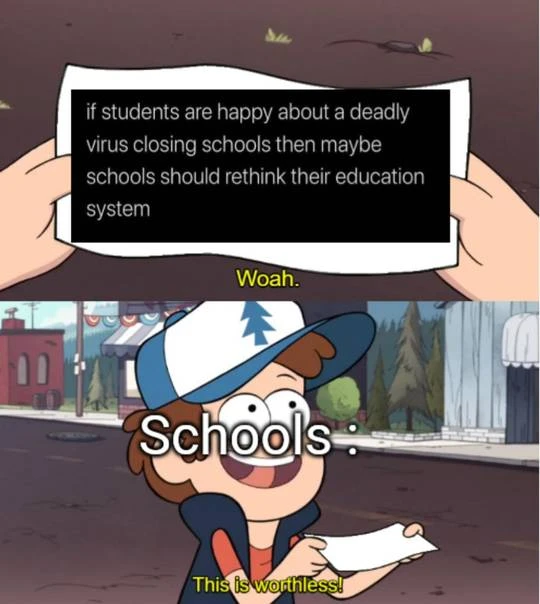 if students are happy about a deadly
virus closing schools then maybe
schools should rethink their education
system
Woah.
Schools :
This is worthless!